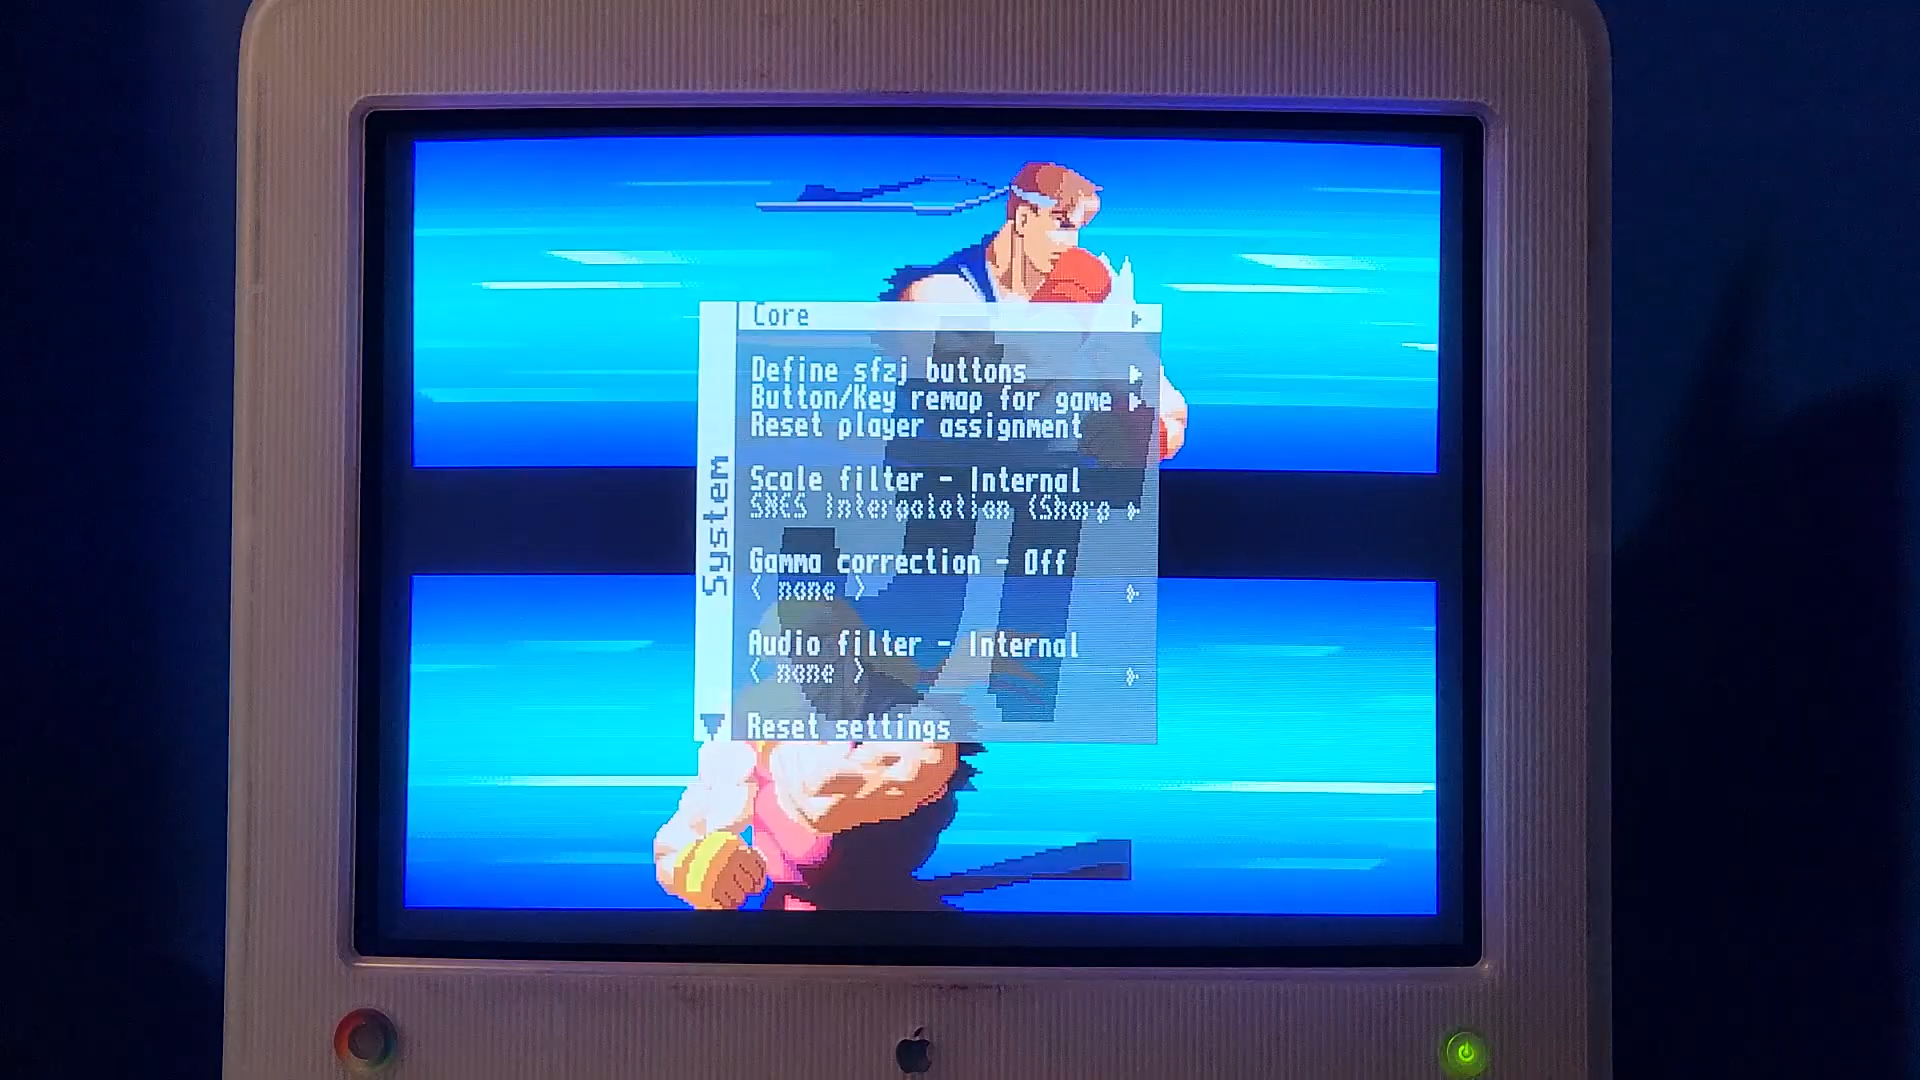 System
Core
Define sfzj buttons
Button/Key remap for game
Reset player assignment
Scale filter - Internal
SNES Interpolation (Sharp
Gamma correction - Off
< none >
Audio filter - Internal
< none >
Reset settings